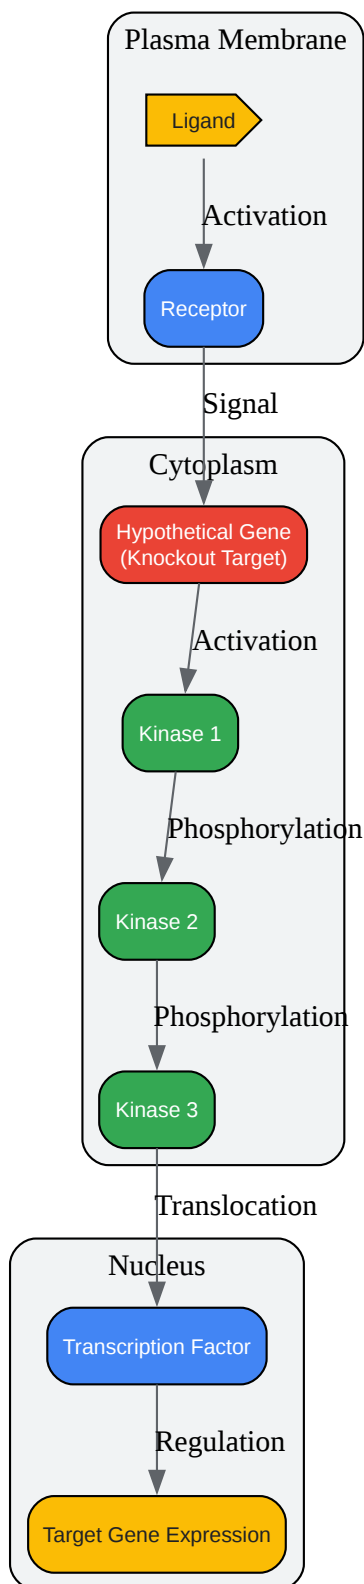 Plasma Membrane
Ligand
Activation
Receptor
Signal
Cytoplasm
Hypothetical Gene
(Knockout Target)
Activation
Kinase 1
Phosphorylation
Kinase 2
Phosphorylation
Kinase 3
Translocation
Nucleus
Transcription Factor
Regulation
Target Gene Expression